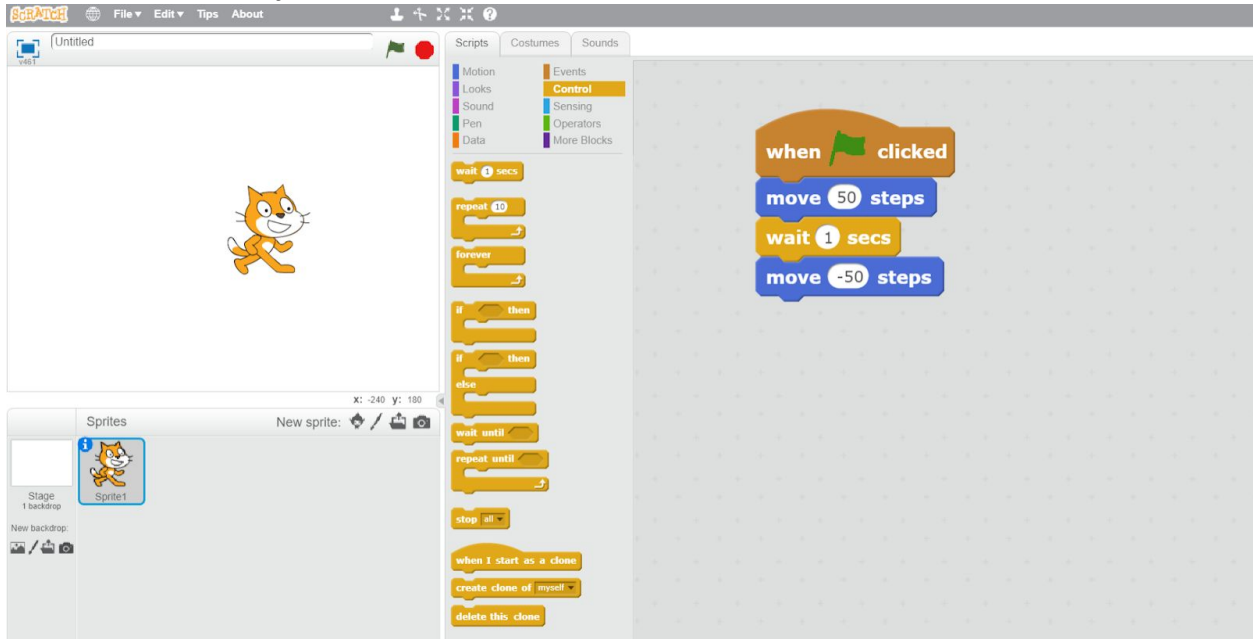 SCRATCH File▼ Edit▼ Tips About
Untitled
v461
x: -240 y: 180
Sprites New sprite:
Stage
1 backdrop
New backdrop:
Sprite1
Scripts Costumes Sounds
Motion Events
Looks Control
Sound Sensing
Pen Operators
Data More Blocks
wait 1 secs
repeat 10
forever
if then
if then
else
wait until
repeat until
stop all▼
when I start as a clone
create clone of myself▼
delete this clone
when clicked
move 50 steps
wait 1 secs
move -50 steps